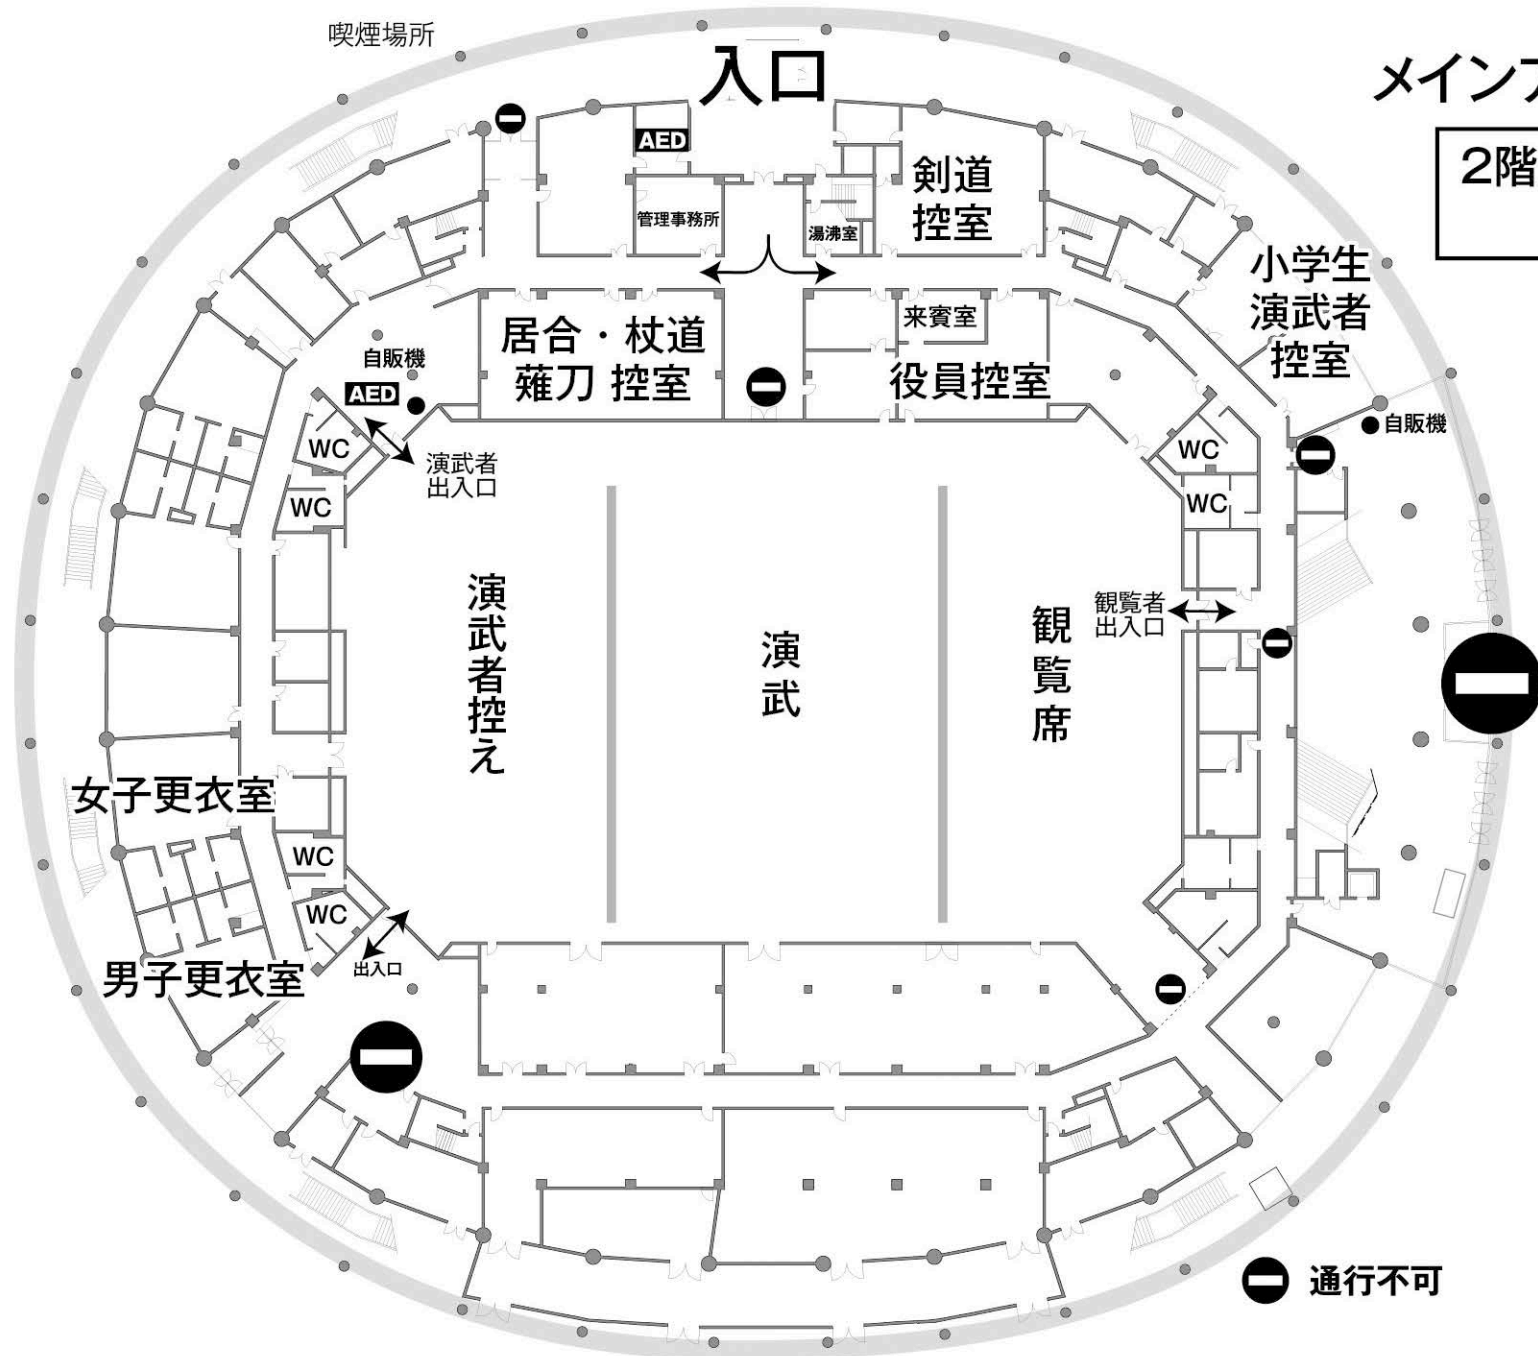 喫煙場所
入口
メインア
2階
AED
管理事務所
湯沸室
剣道
控室
小学生
演武者
控室
居合・杖道
薙刀 控室
来賓室
役員控室
自販機
AED
WC
WC
演武者
出入口
WC
WC
自販機
演武者控え
演武
観覧席
観覧者
出入口
女子更衣室
WC
WC
出入口
男子更衣室
通行不可